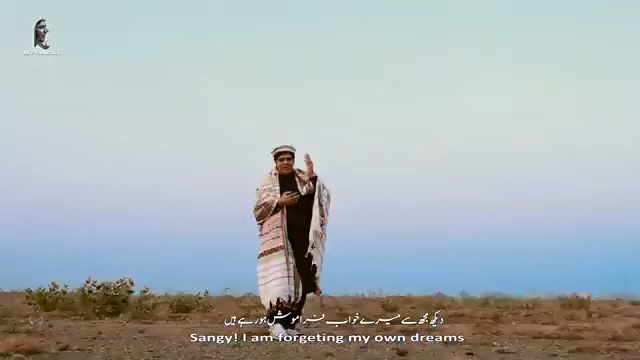 دیکھ مجھ سے میرے خواب فراموش ہو رہے ہیں
Sangy! I am forgeting my own dreams